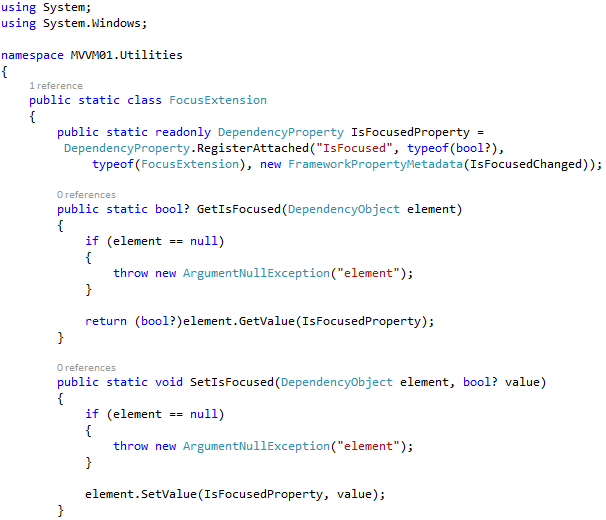 using System;
using System.Windows;
namespace MVVM01.Utilities
{
1 reference
public static class FocusExtension
{
public static readonly DependencyProperty IsFocusedProperty =
DependencyProperty.RegisterAttached("IsFocused", typeof(bool?),
typeof(FocusExtension), new FrameworkPropertyMetadata(IsFocusedChanged));
0 references
public static bool? GetIsFocused(DependencyObject element)
{
if (element == null)
{
throw new ArgumentNullException("element");
}
return (bool?)element.GetValue(IsFocusedProperty);
}
0 references
public static void SetIsFocused(DependencyObject element, bool? value)
{
if (element == null)
{
throw new ArgumentNullException("element");
}
element.SetValue(IsFocusedProperty, value);
}